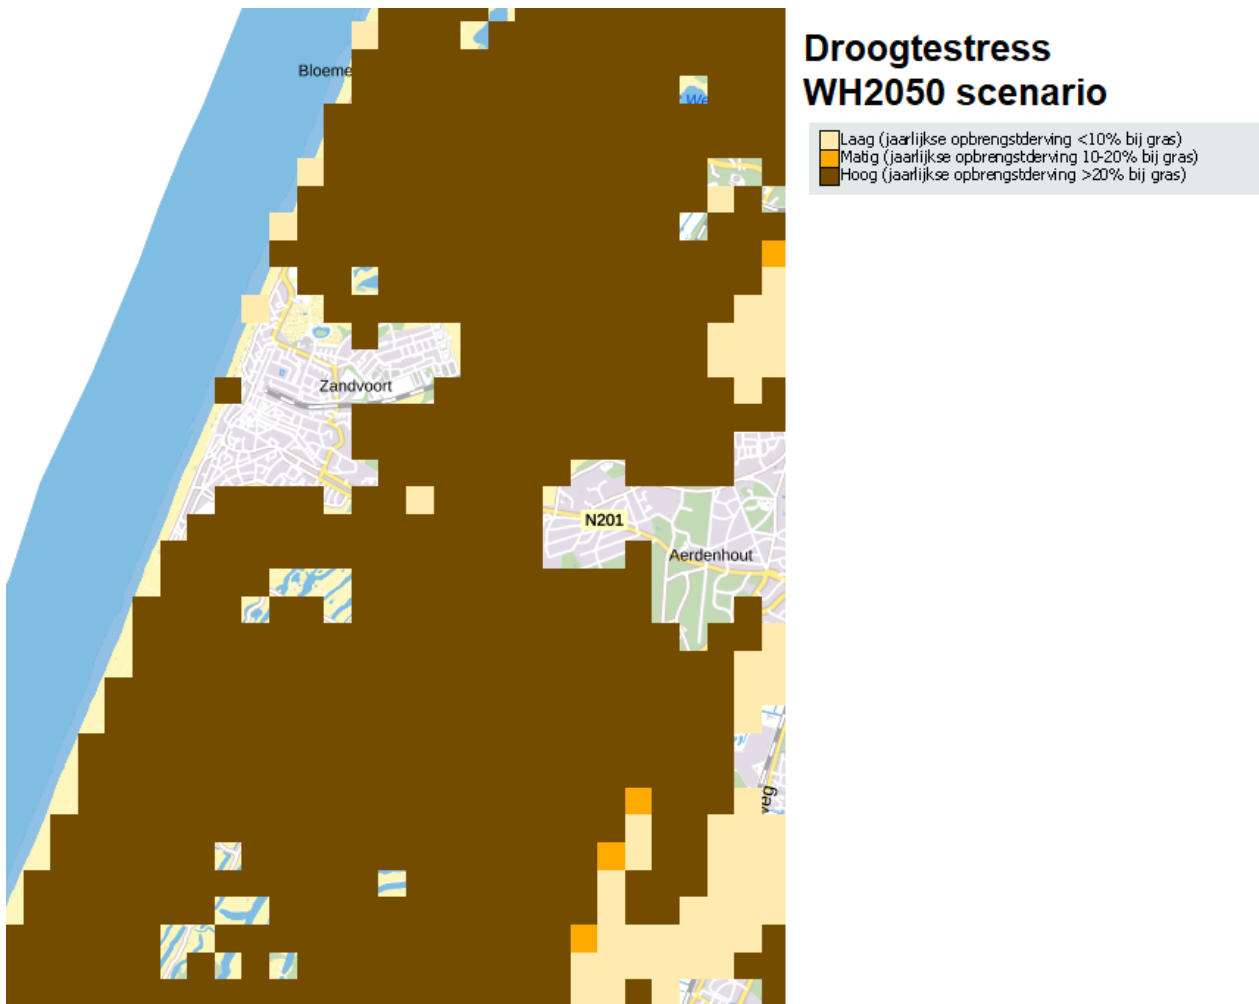 Droogtestress
WH2050 scenario
Laag (jaarlijkse opbrengstderving <10% bij gras)
Matig (jaarlijkse opbrengstderving 10-20% bij gras)
Hoog (jaarlijkse opbrengstderving >20% bij gras)
Bloeme
We
Zandvoort
N201
Aerdenhout
weg